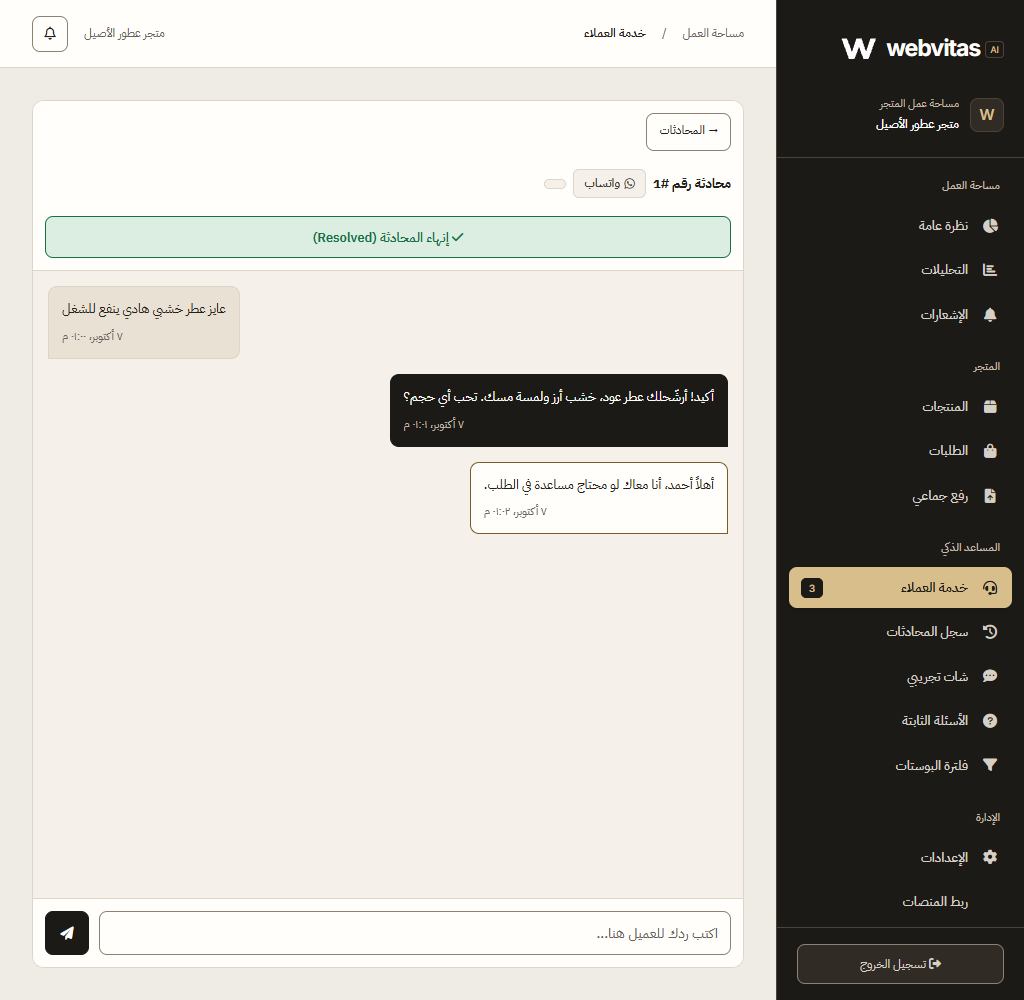 webvitas AI
W
مساحة عمل المتجر
متجر عطور الأصيل
مساحة العمل
نظرة عامة
التحليلات
الإشعارات
المتجر
المنتجات
الطلبات
رفع جماعي
المساعد الذكي
خدمة العملاء 3
سجل المحادثات
شات تجريبي
الأسئلة الثابتة
فلترة البوستات
الإدارة
الإعدادات
ربط المنصات
تسجيل الخروج
مساحة العمل / خدمة العملاء
متجر عطور الأصيل
→ المحادثات
محادثة رقم #1 واتساب
إنهاء المحادثة (Resolved)
عايز عطر خشبي هادي ينفع للشغل
٧ أكتوبر، ٠١:٠٠ م
أكيد! أرشّحلك عطر عود، خشب أرز ولمسة مسك. تحب أي حجم؟
٧ أكتوبر، ٠١:٠١ م
أهلاً أحمد، أنا معاك لو محتاج مساعدة في الطلب.
٧ أكتوبر، ٠١:٠٢ م
اكتب ردك للعميل هنا...